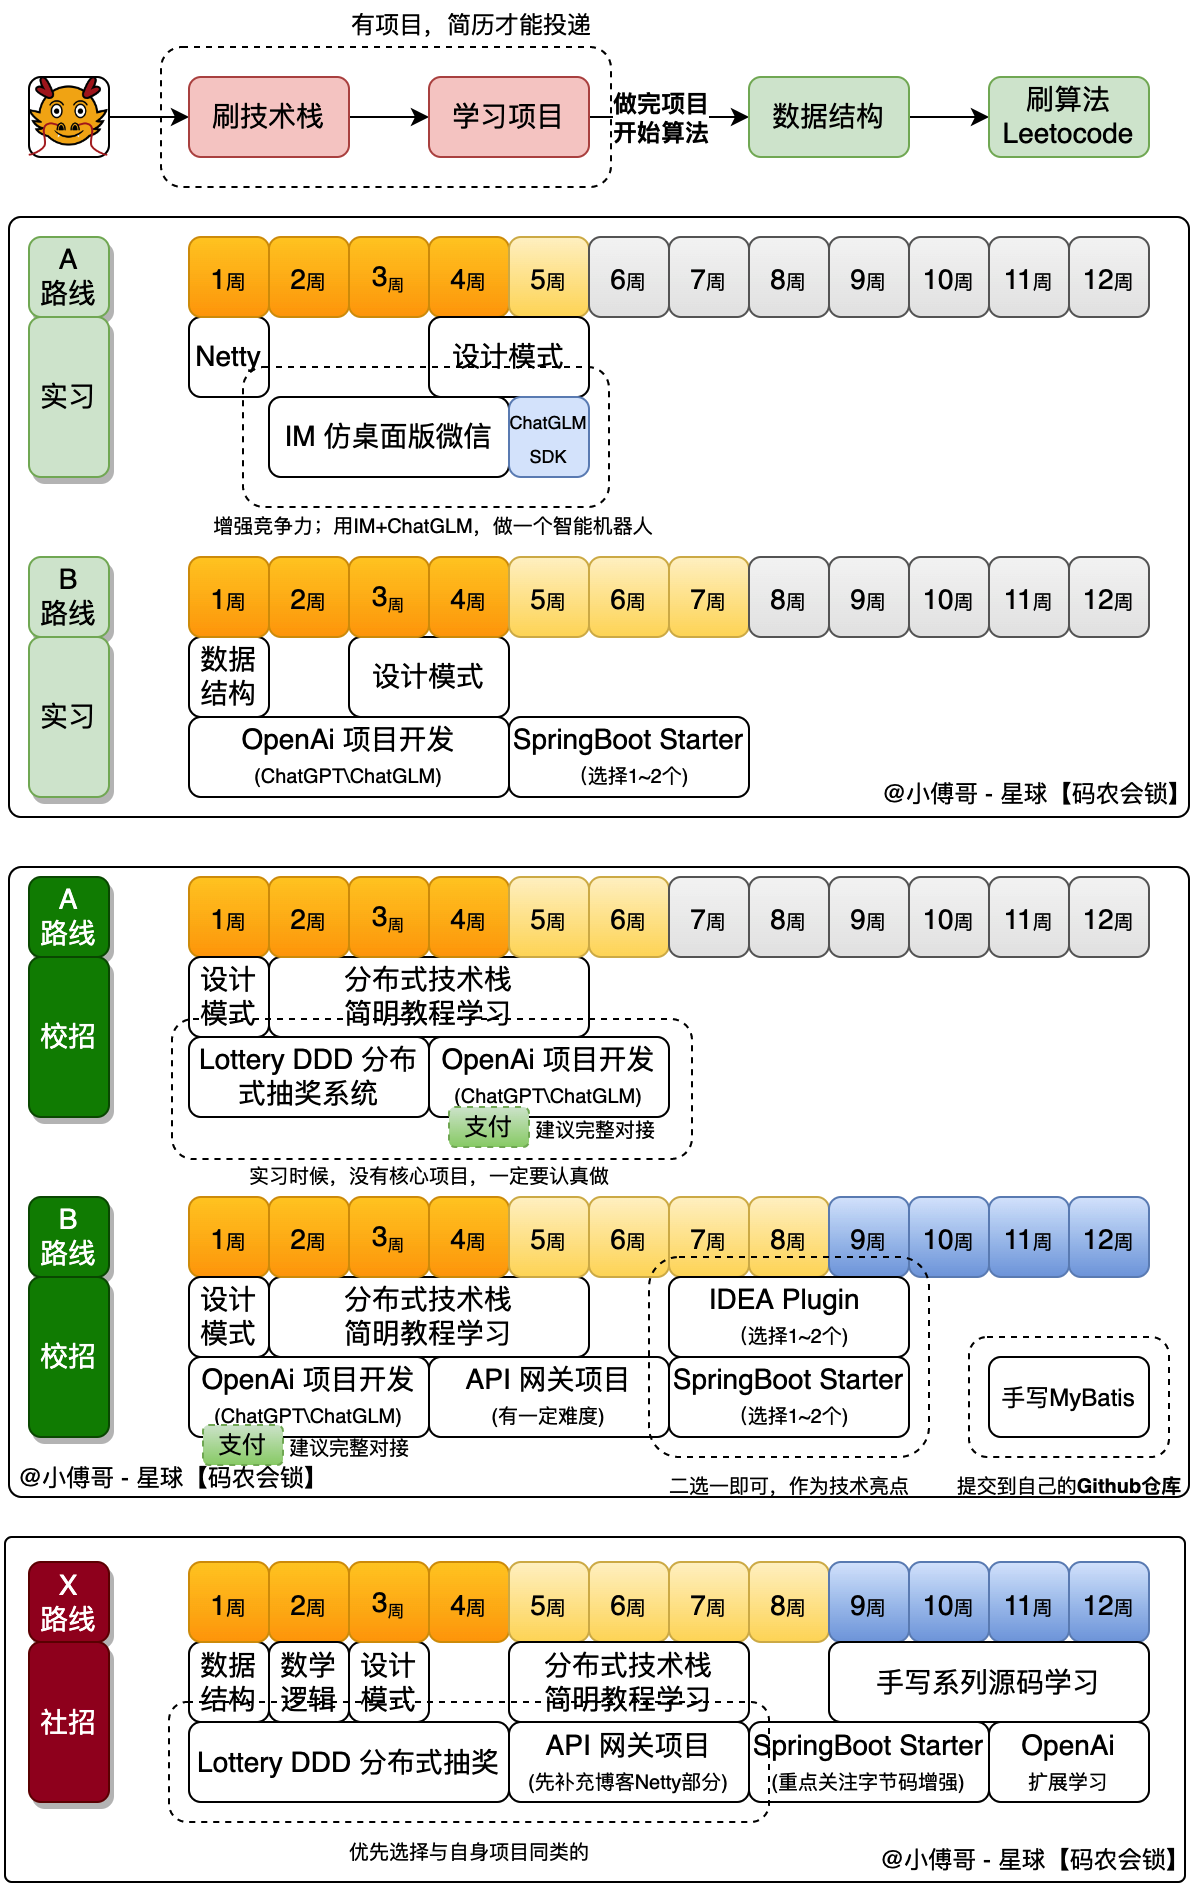 有项目，简历才能投递
刷技术栈
学习项目
做完项目
开始算法
数据结构
刷算法
Leetocode
A
路线
1周 2周 3周 4周 5周 6周 7周 8周 9周 10周 11周 12周
实习
Netty
设计模式
IM 仿桌面版微信
ChatGLM
SDK
增强竞争力；用IM+ChatGLM，做一个智能机器人
B
路线
1周 2周 3周 4周 5周 6周 7周 8周 9周 10周 11周 12周
实习
数据
结构
设计模式
OpenAi 项目开发
(ChatGPT\ChatGLM)
SpringBoot Starter
（选择1~2个）
@小傅哥 - 星球【码农会锁】
A
路线
1周 2周 3周 4周 5周 6周 7周 8周 9周 10周 11周 12周
校招
设计
模式
分布式技术栈
简明教程学习
Lottery DDD 分布
式抽奖系统
OpenAi 项目开发
(ChatGPT\ChatGLM)
支付 建议完整对接
实习时候，没有核心项目，一定要认真做
B
路线
1周 2周 3周 4周 5周 6周 7周 8周 9周 10周 11周 12周
校招
设计
模式
分布式技术栈
简明教程学习
IDEA Plugin
（选择1~2个）
OpenAi 项目开发
(ChatGPT\ChatGLM)
支付 建议完整对接
API 网关项目
(有一定难度)
SpringBoot Starter
（选择1~2个）
手写MyBatis
@小傅哥 - 星球【码农会锁】
二选一即可，作为技术亮点
提交到自己的Github仓库
X
路线
1周 2周 3周 4周 5周 6周 7周 8周 9周 10周 11周 12周
社招
数据
结构
数学
逻辑
设计
模式
分布式技术栈
简明教程学习
手写系列源码学习
Lottery DDD 分布式抽奖
API 网关项目
(先补充博客Netty部分)
SpringBoot Starter
(重点关注字节码增强)
OpenAi
扩展学习
优先选择与自身项目同类的
@小傅哥 - 星球【码农会锁】